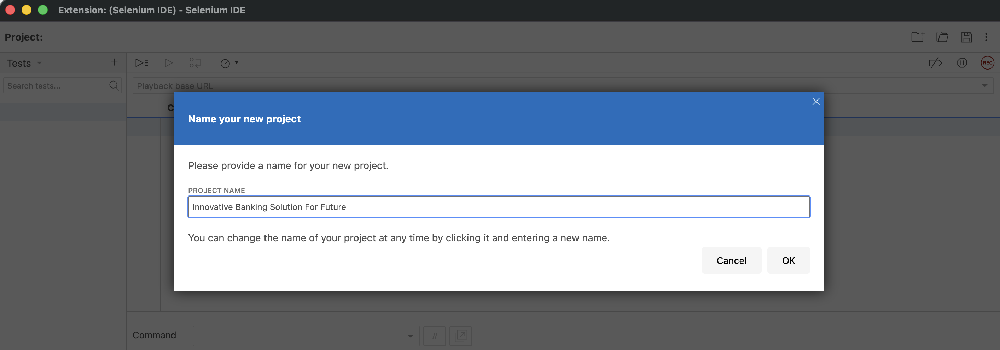 Extension: (Selenium IDE) - Selenium IDE
Project:
Tests
REC
Search tests...
Playback base URL
C
Name your new project
Please provide a name for your new project.
PROJECT NAME
Innovative Banking Solution For Future
You can change the name of your project at any time by clicking it and entering a new name.
Cancel OK
Command //